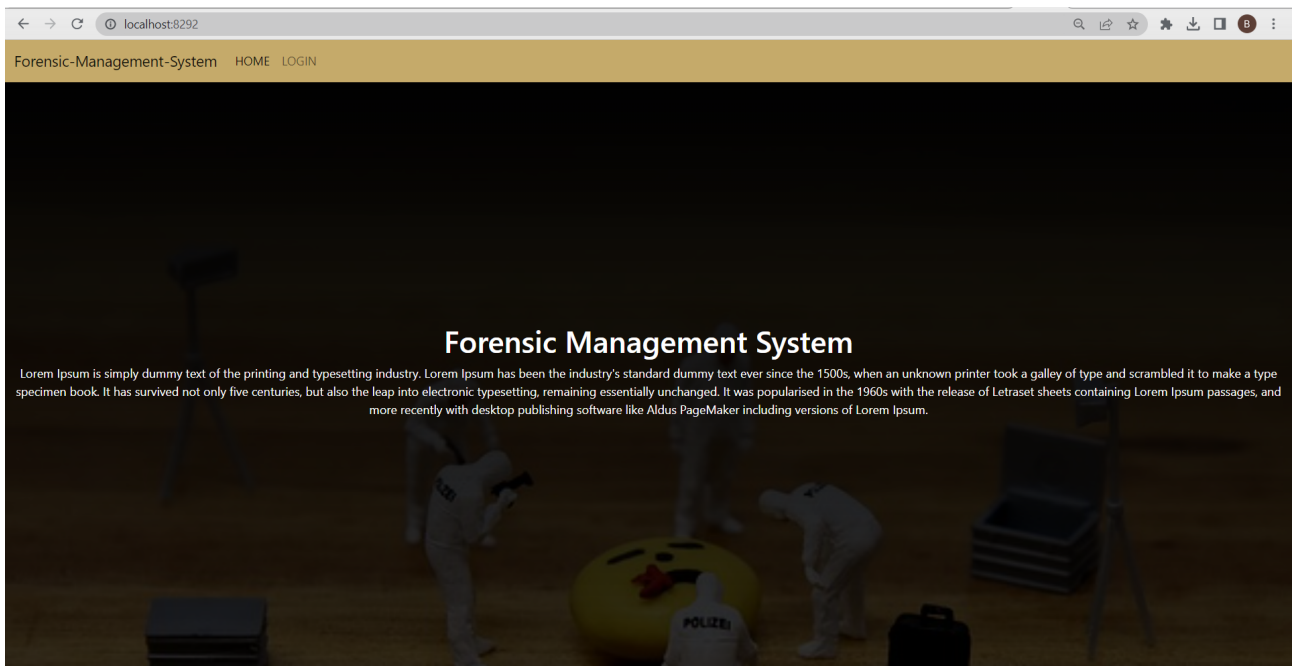 localhost:8292
B
Forensic-Management-System HOME LOGIN
Forensic Management System
Lorem Ipsum is simply dummy text of the printing and typesetting industry. Lorem Ipsum has been the industry's standard dummy text ever since the 1500s, when an unknown printer took a galley of type and scrambled it to make a type
specimen book. It has survived not only five centuries, but also the leap into electronic typesetting, remaining essentially unchanged. It was popularised in the 1960s with the release of Letraset sheets containing Lorem Ipsum passages, and
more recently with desktop publishing software like Aldus PageMaker including versions of Lorem Ipsum.
POLIZEI